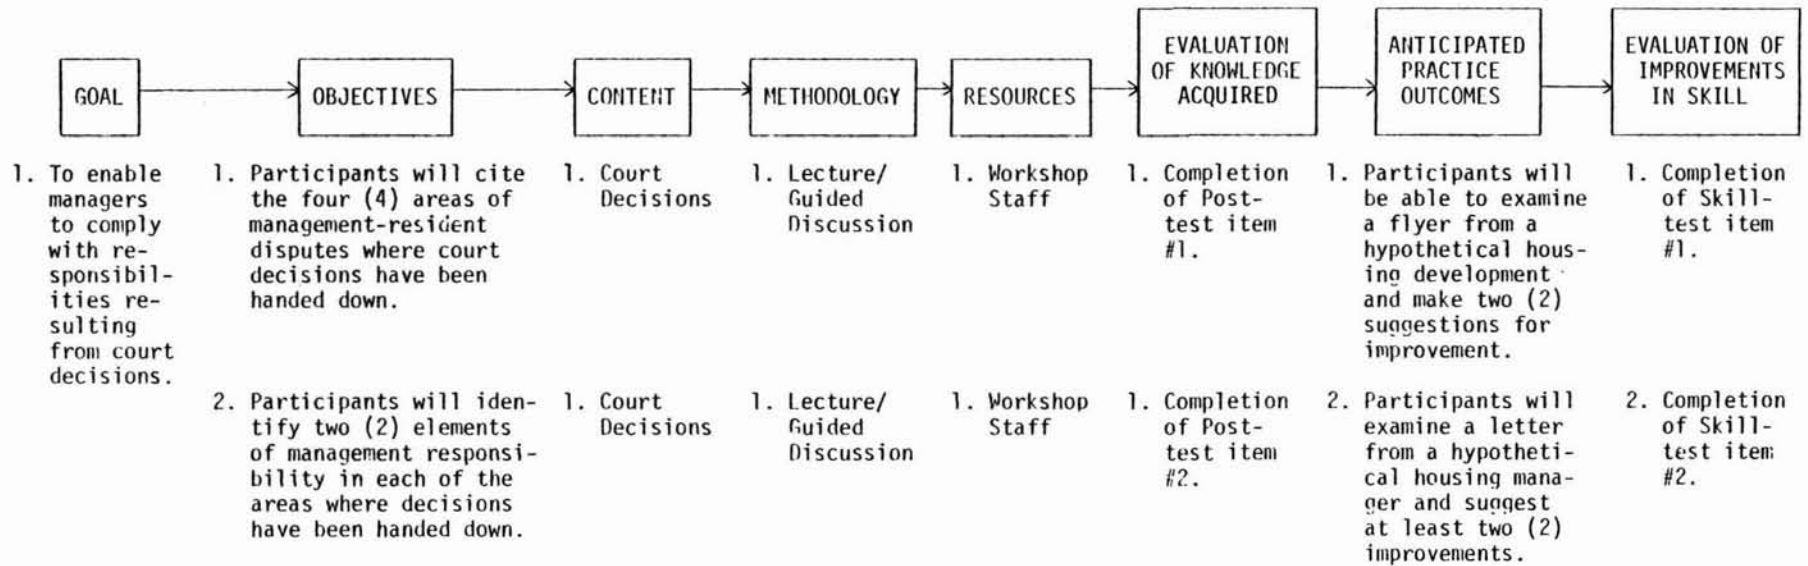 GOAL
OBJECTIVES
CONTENT
METHODOLOGY
RESOURCES
EVALUATION
OF KNOWLEDGE
ACQUIRED
ANTICIPATED
PRACTICE
OUTCOMES
EVALUATION OF
IMPROVEMENTS
IN SKILL
1. To enable
managers
to comply
with re-
sponsibil-
ities re-
sulting
from court
decisions.
1. Participants will cite
the four (4) areas of
management-resident
disputes where court
decisions have been
handed down.
1. Court
Decisions
1. Lecture/
Guided
Discussion
1. Workshop
Staff
1. Completion
of Post-
test item
#1.
1. Participants will
be able to examine
a flyer from a
hypothetical hous-
ing development
and make two (2)
suggestions for
improvement.
1. Completion
of Skill-
test item
#1.
2. Participants will iden-
tify two (2) elements
of management responsi-
bility in each of the
areas where decisions
have been handed down.
1. Court
Decisions
1. Lecture/
Guided
Discussion
1. Workshop
Staff
1. Completion
of Post-
test item
#2.
2. Participants will
examine a letter
from a hypotheti-
cal housing mana-
ger and suggest
at least two (2)
improvements.
2. Completion
of Skill-
test item
#2.